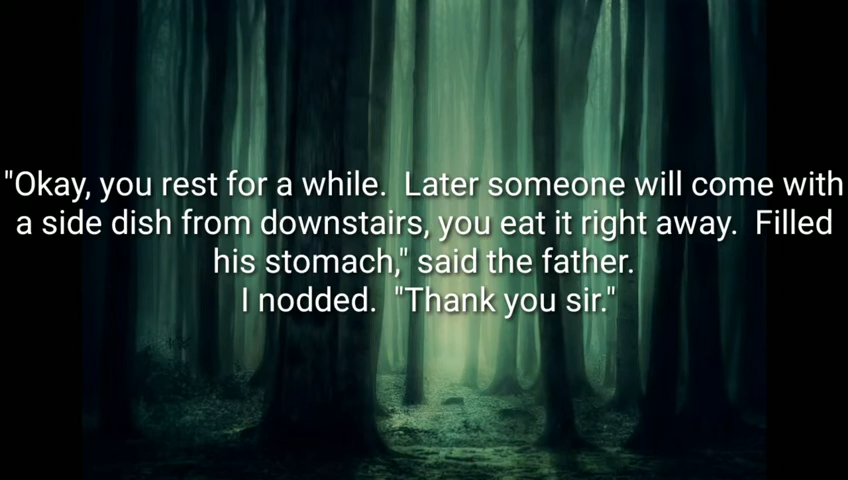 "Okay, you rest for a while.  Later someone will come with
a side dish from downstairs, you eat it right away.  Filled
his stomach," said the father.
I nodded.  "Thank you sir."